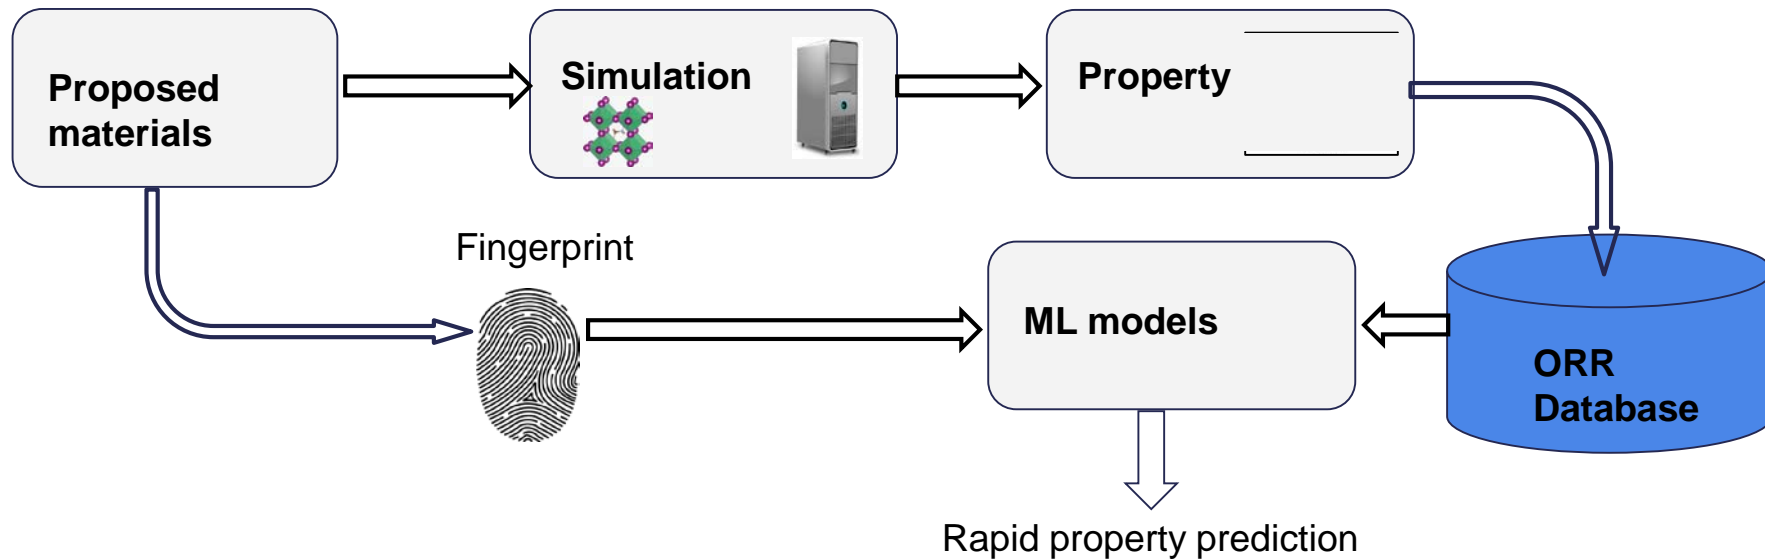 Proposed
materials
Simulation
Property
Fingerprint
ML models
ORR
Database
Rapid property prediction